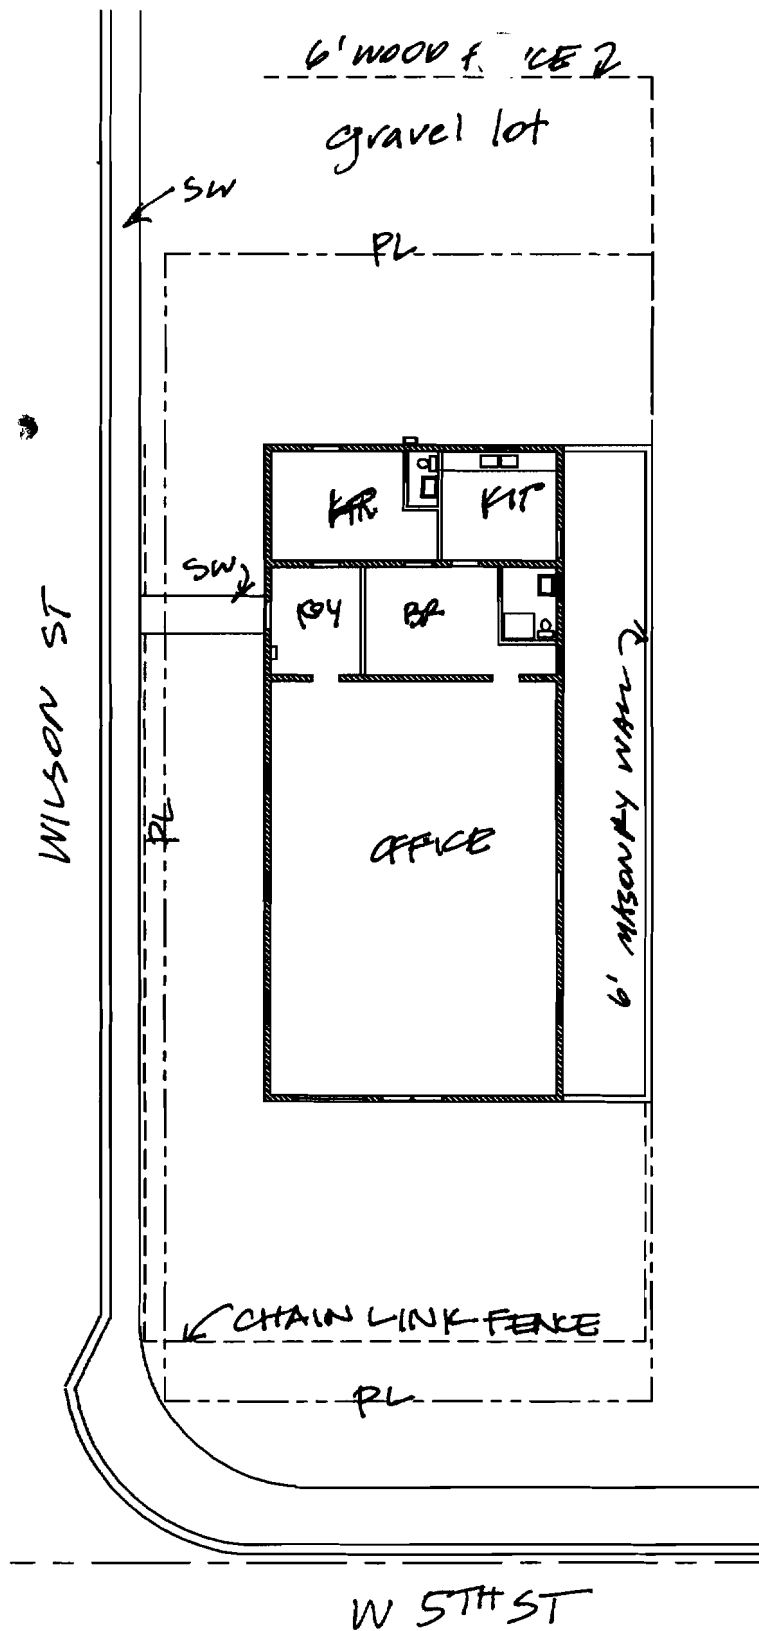 6' WOOD F  CE
gravel lot
SW
PL
KIT
SW
BR
WILSON ST
PL
OFFICE
6' MASONRY WALL
CHAIN LINK FENCE
PL
W 5TH ST